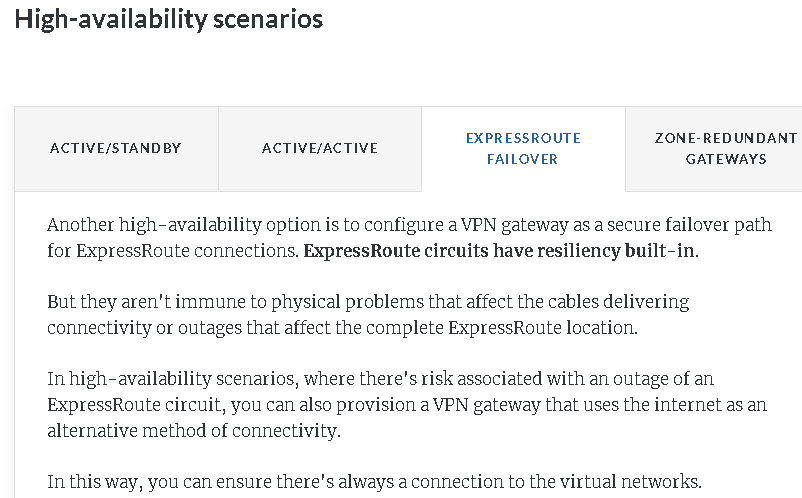 High-availability scenarios
ACTIVE/STANDBY
ACTIVE/ACTIVE
EXPRESSROUTE
FAILOVER
ZONE-REDUNDANT
GATEWAYS
Another high-availability option is to configure a VPN gateway as a secure failover path
for ExpressRoute connections. ExpressRoute circuits have resiliency built-in.
But they aren't immune to physical problems that affect the cables delivering
connectivity or outages that affect the complete ExpressRoute location.
In high-availability scenarios, where there's risk associated with an outage of an
ExpressRoute circuit, you can also provision a VPN gateway that uses the internet as an
alternative method of connectivity.
In this way, you can ensure there's always a connection to the virtual networks.